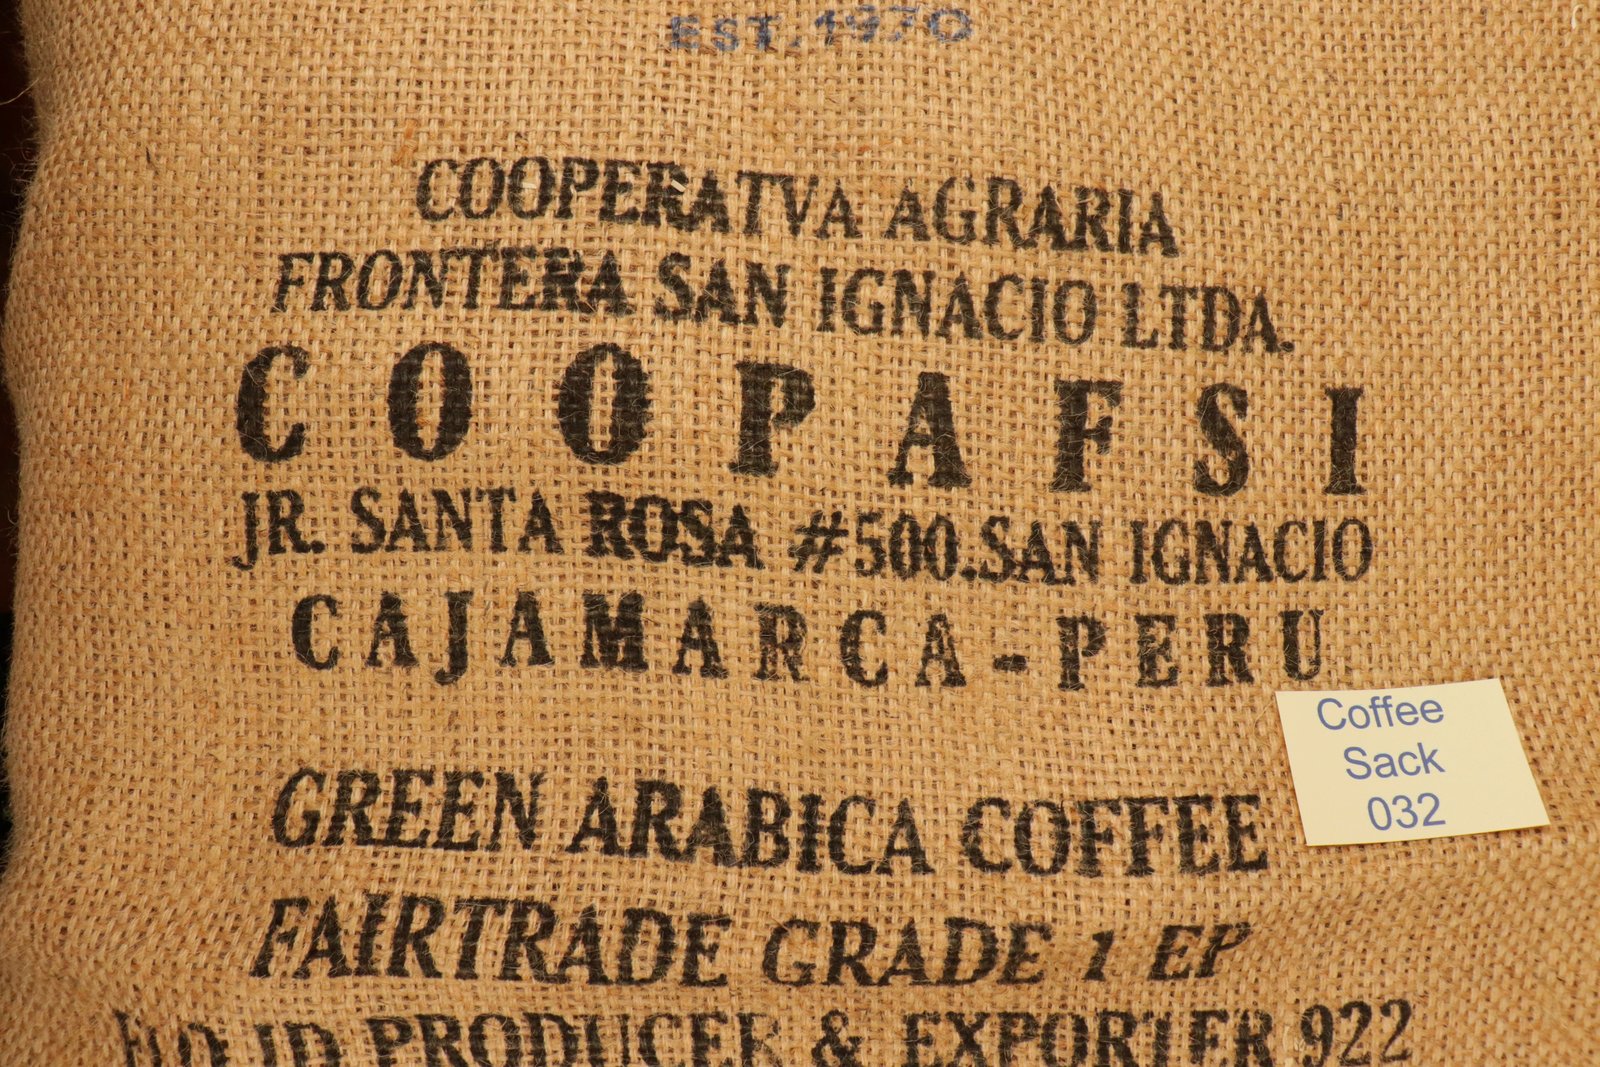 EST. 1970
COOPERATVA AGRARIA
FRONTERA SAN IGNACIO LTDA.
COOPAFSI
JR. SANTA ROSA #500.SAN IGNACIO
CAJAMARCA-PERU
Coffee
Sack
032
GREEN ARABICA COFFEE
FAIRTRADE GRADE 1 EP
ID PRODUCER & EXPORTER 922